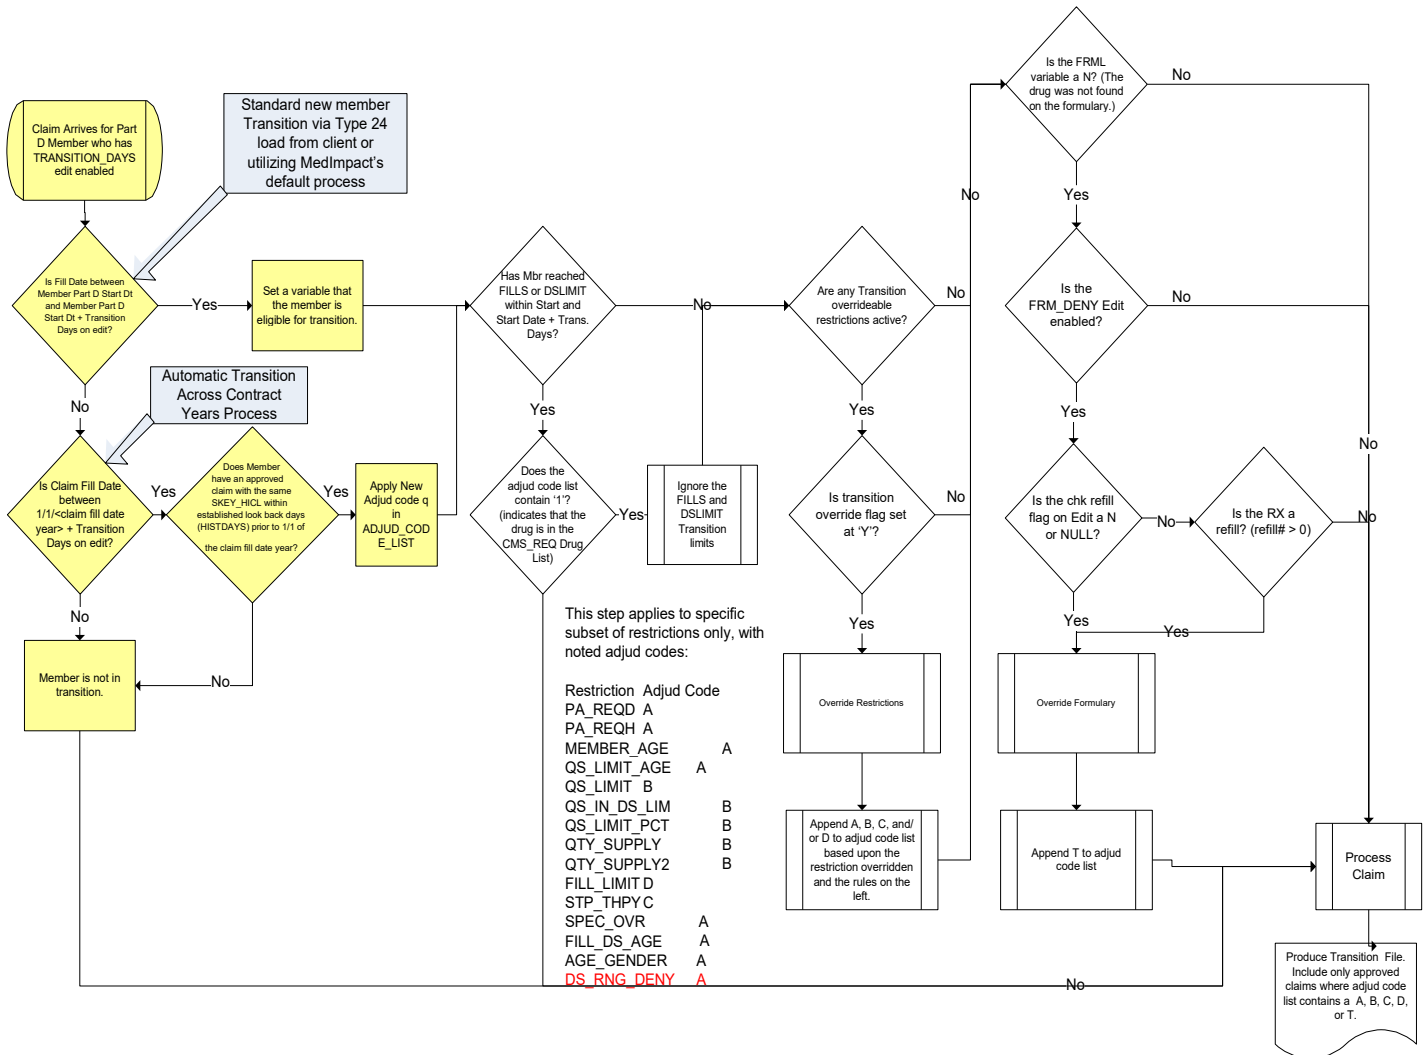 Claim Arrives for Part
D Member who has
TRANSITION_DAYS
edit enabled
Standard new member
Transition via Type 24
load from client or
utilizing MedImpact's
default process
Is Fill Date between
Member Part D Start Dt
and Member Part D
Start Dt + Transition
Days on edit?
Yes
Set a variable that
the member is
eligible for transition.
No
Automatic Transition
Across Contract
Years Process
Is Claim Fill Date
between
1/1/<claim fill date
year> + Transition
Days on edit?
Yes
Does Member
have an approved
claim with the same
SKEY_HICL within
established look back days
(HISTDAYS) prior to 1/1 of
the claim fill date year?
Yes
Apply New
Adjud code q
in
ADJUD_COD
E_LIST
No
Member is not in
transition.
No
Has Mbr reached
FILLS or DSLIMIT
within Start and
Start Date + Trans.
Days?
No
Yes
Does the
adjud code list
contain '1'?
(indicates that the
drug is in the
CMS_REQ Drug
List)
Yes
Ignore the
FILLS and
DSLIMIT
Transition
limits
This step applies to specific
subset of restrictions only, with
noted adjud codes:
Restriction Adjud Code
PA_REQD A
PA_REQH A
MEMBER_AGE A
QS_LIMIT_AGE A
QS_LIMIT B
QS_IN_DS_LIM B
QS_LIMIT_PCT B
QTY_SUPPLY B
QTY_SUPPLY2 B
FILL_LIMIT D
STP_THPY C
SPEC_OVR A
FILL_DS_AGE A
AGE_GENDER A
DS_RNG_DENY A
No
Are any Transition
overrideable
restrictions active?
No
Yes
Is transition
override flag set
at 'Y'?
No
Yes
Override Restrictions
Append A, B, C, and/
or D to adjud code list
based upon the
restriction overridden
and the rules on the
left.
No
Is the FRML
variable a N? (The
drug was not found
on the formulary.)
No
Yes
Is the
FRM_DENY Edit
enabled?
No
Yes
Is the chk refill
flag on Edit a N
or NULL?
No
Is the RX a
refill? (refill# > 0)
No
No
Yes
Yes
Override Formulary
Append T to adjud
code list
Process
Claim
Produce Transition File.
Include only approved
claims where adjud code
list contains a A, B, C, D,
or T.